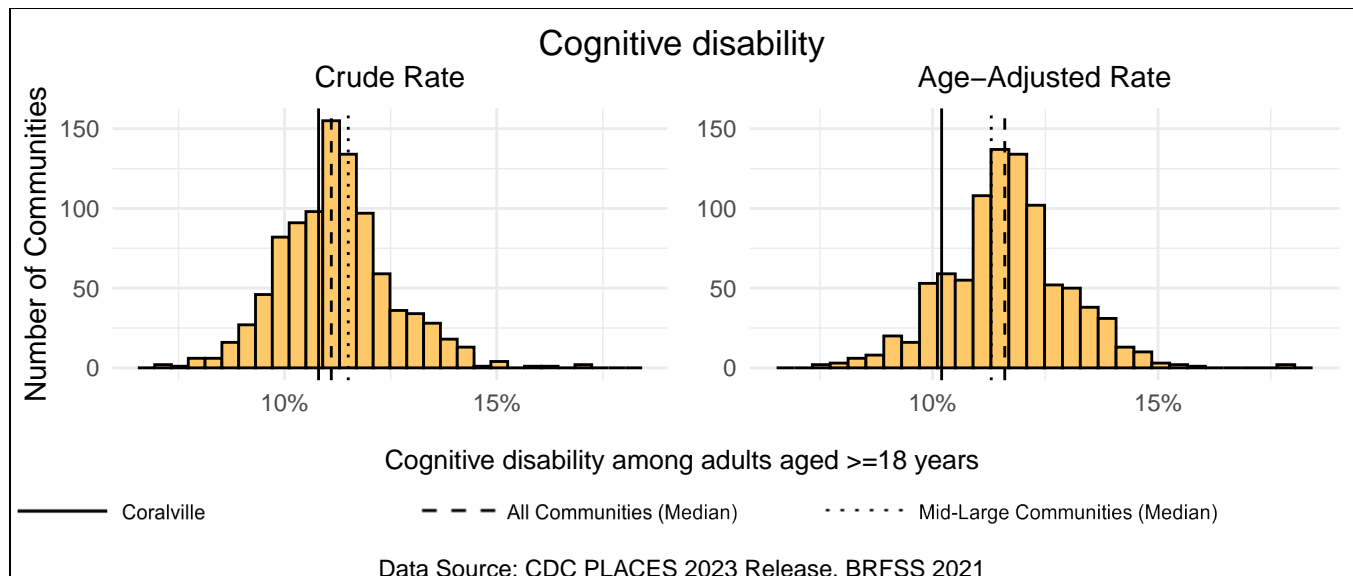 Cognitive disability
Crude Rate
Age−Adjusted Rate
Number of Communities
150
100
50
0
10%
15%
150
100
50
0
10%
15%
Cognitive disability among adults aged >=18 years
Coralville
All Communities (Median)
Mid-Large Communities (Median)
Data Source: CDC PLACES 2023 Release, BRFSS 2021